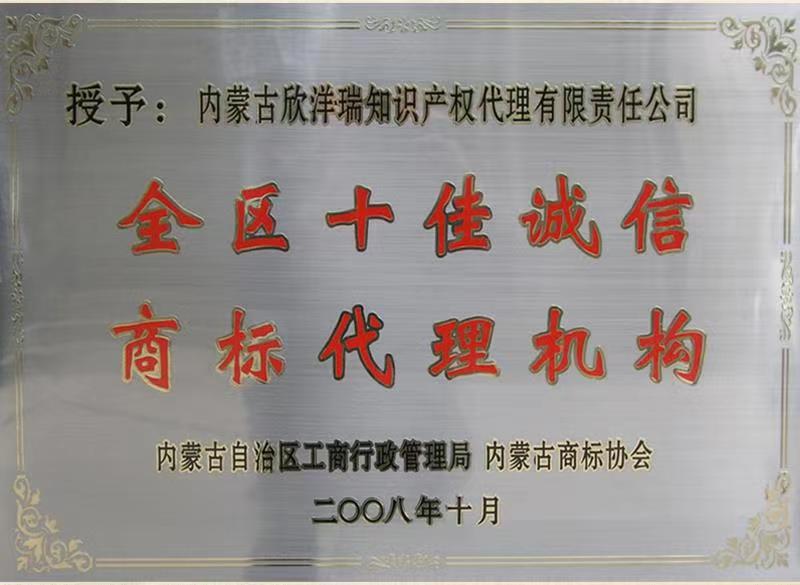 授予：内蒙古欣洋瑞知识产权代理有限责任公司
全区十佳诚信
商标代理机构
内蒙古自治区工商行政管理局 内蒙古商标协会
二〇〇八年十月